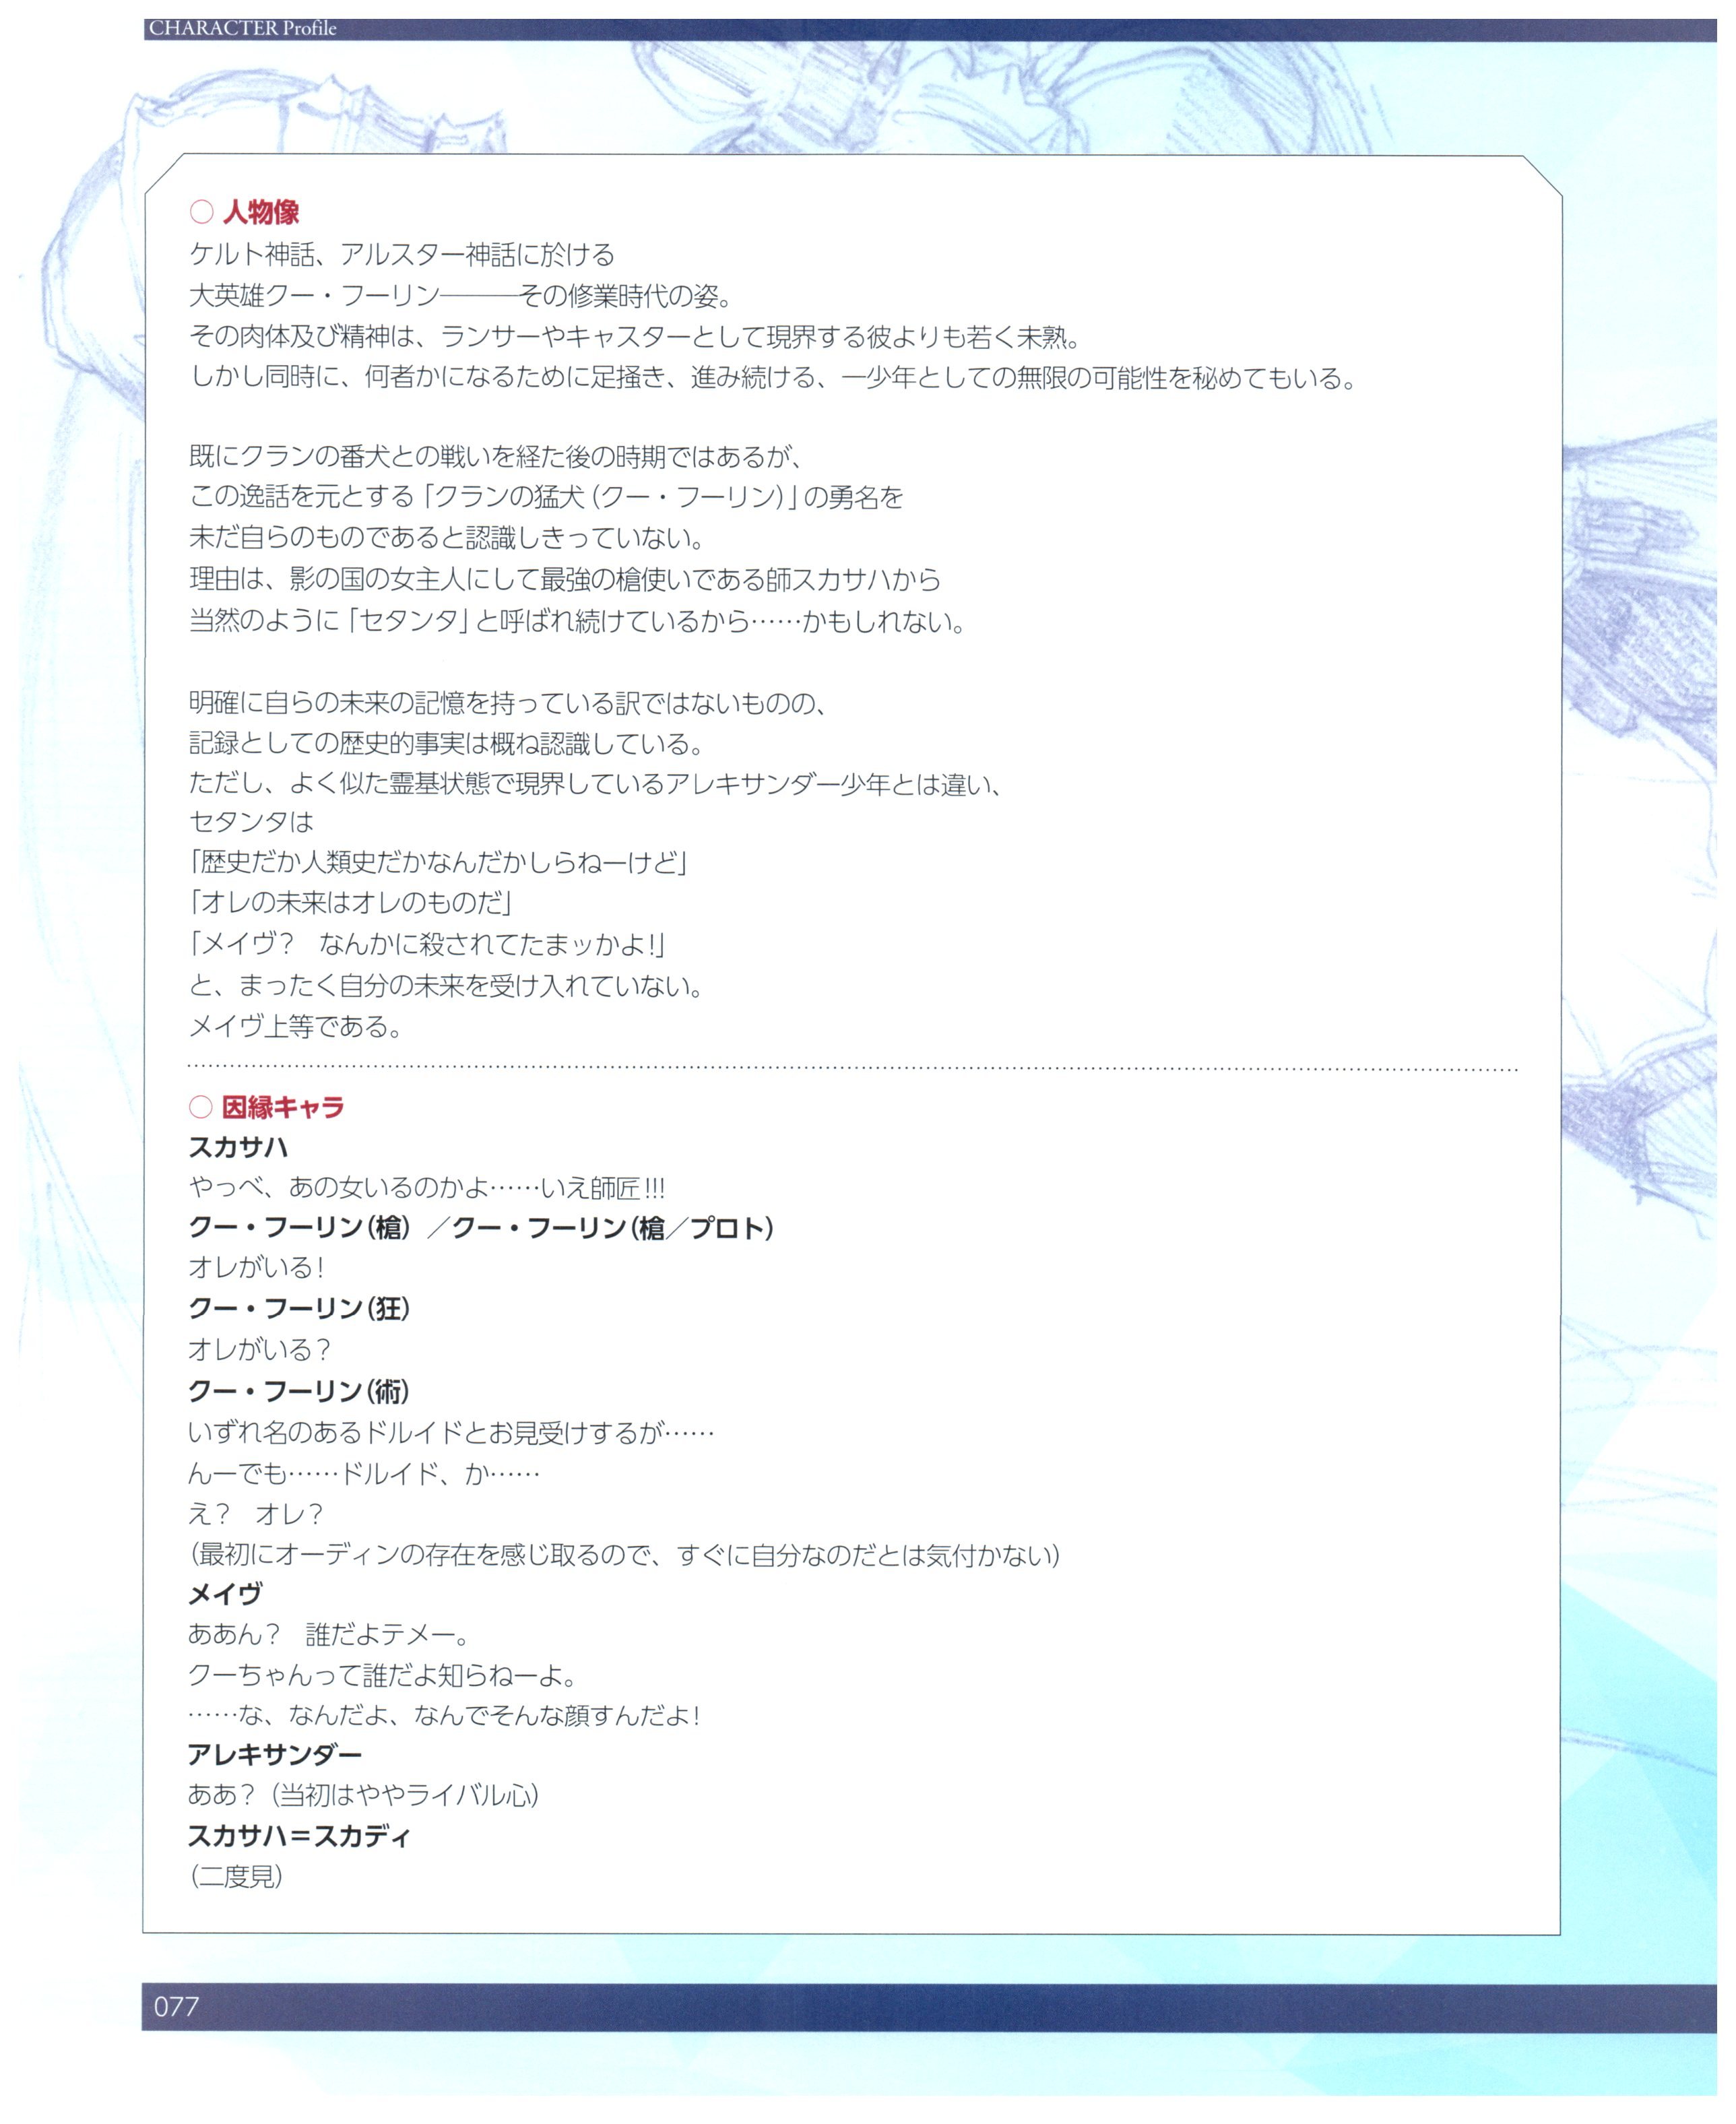 CHARACTER Profile
○ 人物像
ケルト神話、アルスター神話に於ける
大英雄クー・フーリン―――その修業時代の姿。
その肉体及び精神は、ランサーやキャスターとして現界する彼よりも若く未熟。
しかし同時に、何者かになるために足掻き、進み続ける、一少年としての無限の可能性を秘めてもいる。
既にクランの番犬との戦いを経た後の時期ではあるが、
この逸話を元とする「クランの猛犬(クー・フーリン)」の勇名を
未だ自らのものであると認識しきっていない。
理由は、影の国の女主人にして最強の槍使いである師スカサハから
当然のように「セタンタ」と呼ばれ続けているから……かもしれない。
明確に自らの未来の記憶を持っている訳ではないものの、
記録としての歴史的事実は概ね認識している。
ただし、よく似た霊基状態で現界しているアレキサンダー少年とは違い、
セタンタは
「歴史だか人類史だかなんだかしらねーけど」
「オレの未来はオレのものだ」
「メイヴ?　なんかに殺されてたまッかよ!」
と、まったく自分の未来を受け入れていない。
メイヴ上等である。
○ 因縁キャラ
スカサハ
やっべ、あの女いるのかよ……いえ師匠!!!
クー・フーリン(槍) ／クー・フーリン(槍／プロト)
オレがいる!
クー・フーリン(狂)
オレがいる?
クー・フーリン(術)
いずれ名のあるドルイドとお見受けするが……
んーでも……ドルイド、か……
え?　オレ?
(最初にオーディンの存在を感じ取るので、すぐに自分なのだとは気付かない)
メイヴ
ああん?　誰だよテメー。
クーちゃんって誰だよ知らねーよ。
……な、なんだよ、なんでそんな顔すんだよ!
アレキサンダー
ああ? (当初はややライバル心)
スカサハ＝スカディ
(二度見)
077